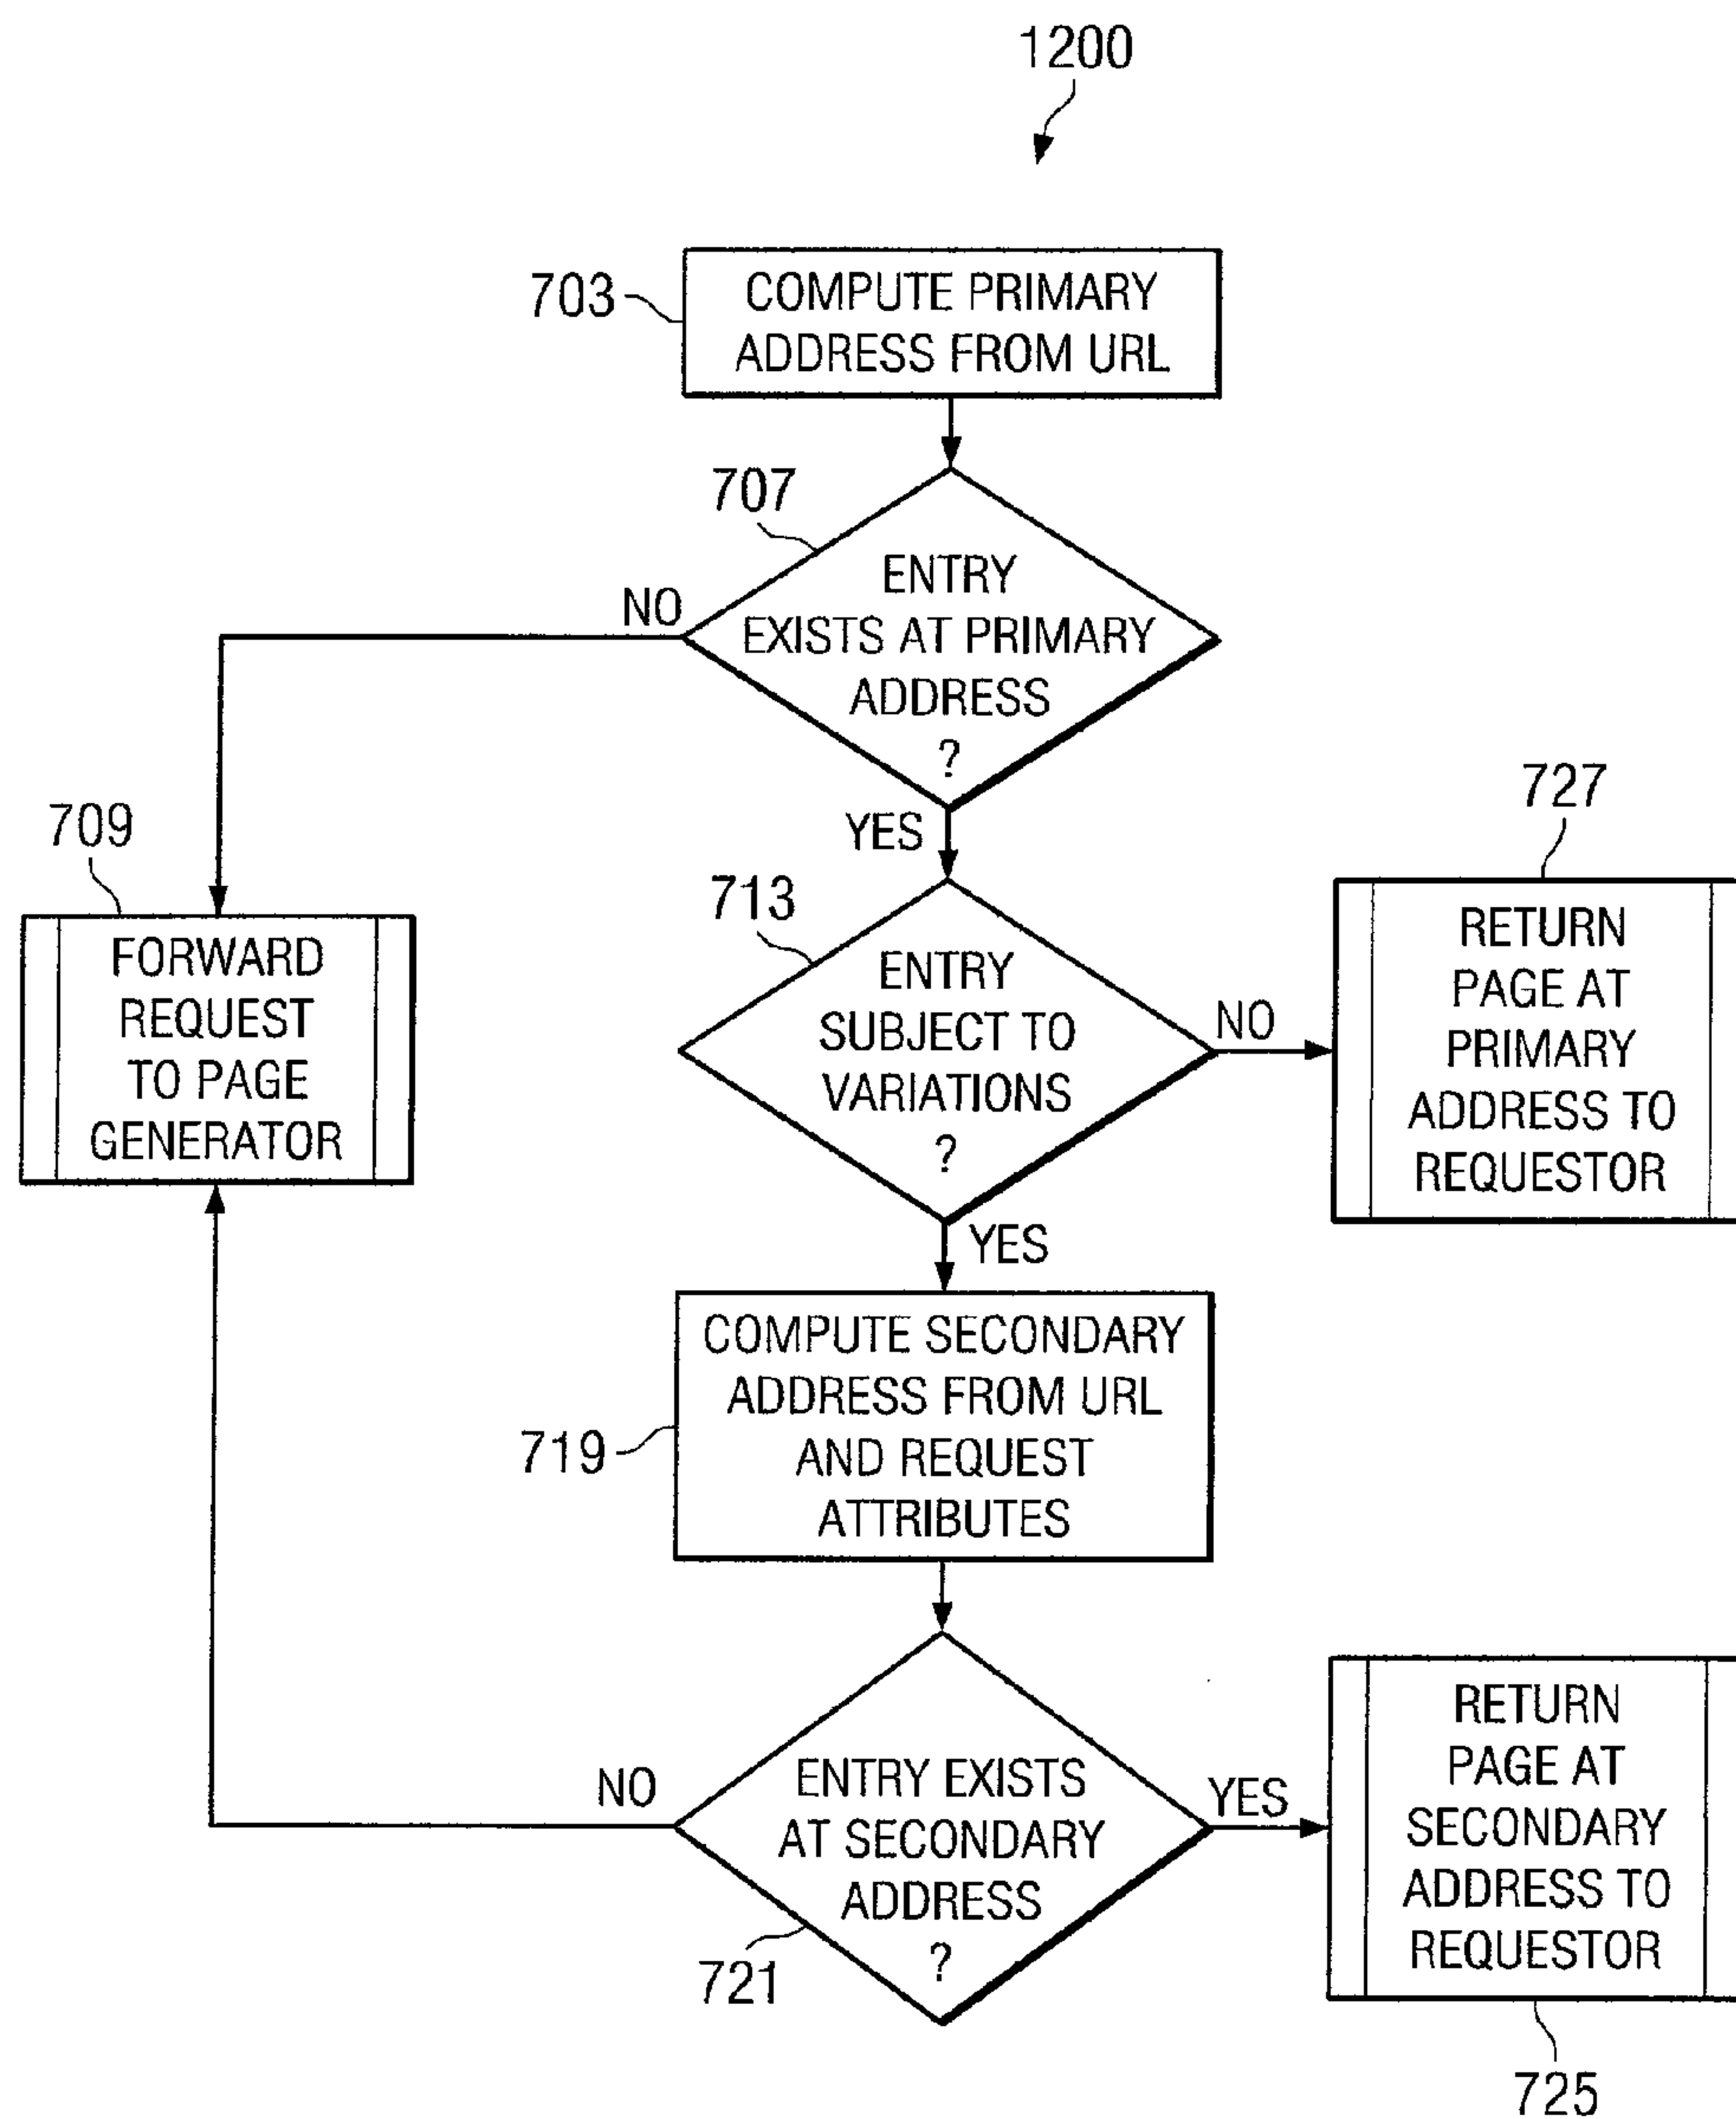 1200
703
COMPUTE PRIMARY
ADDRESS FROM URL
707
ENTRY
EXISTS AT PRIMARY
ADDRESS
?
NO
YES
709
FORWARD
REQUEST
TO PAGE
GENERATOR
713
ENTRY
SUBJECT TO
VARIATIONS
?
NO
YES
727
RETURN
PAGE AT
PRIMARY
ADDRESS TO
REQUESTOR
719
COMPUTE SECONDARY
ADDRESS FROM URL
AND REQUEST
ATTRIBUTES
721
ENTRY EXISTS
AT SECONDARY
ADDRESS
?
NO
YES
RETURN
PAGE AT
SECONDARY
ADDRESS TO
REQUESTOR
725